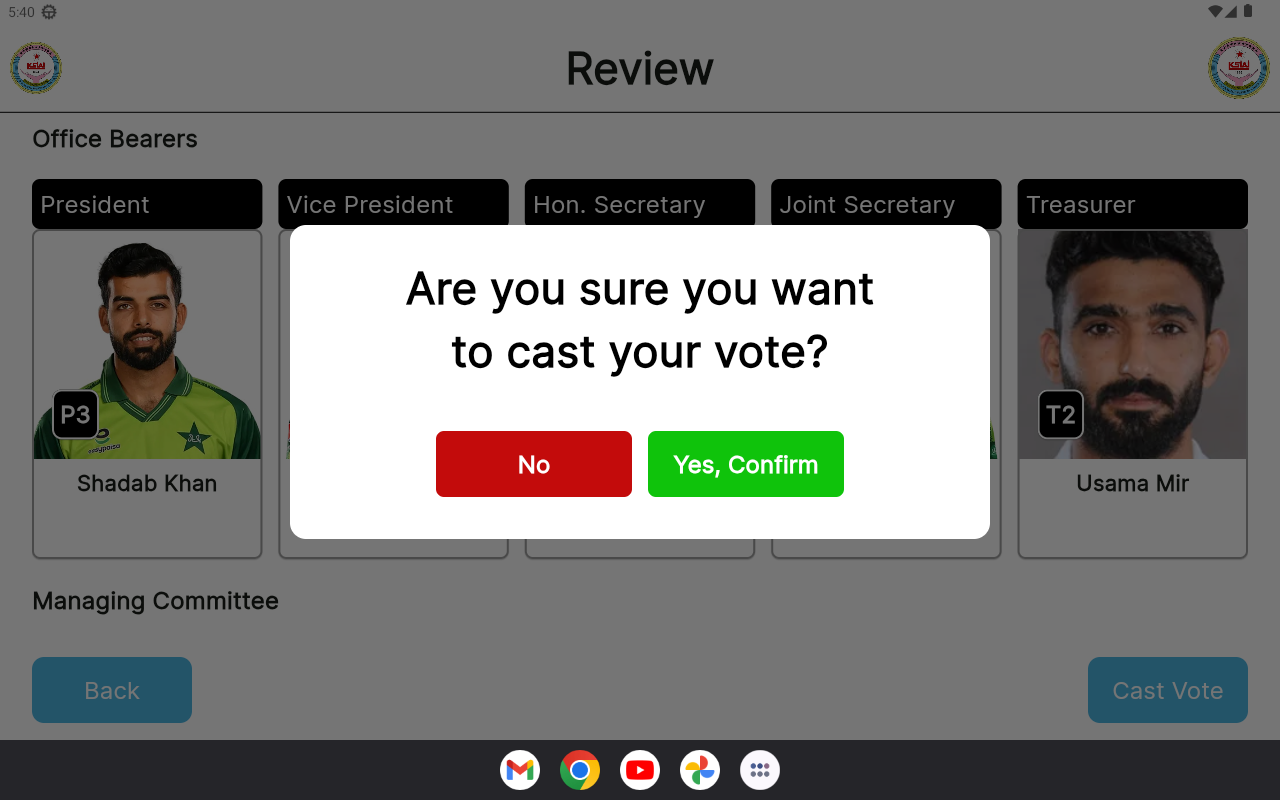 5:40
Review
Office Bearers
President
Vice President
Hon. Secretary
Joint Secretary
Treasurer
Are you sure you want
to cast your vote?
P3
T2
No
Yes, Confirm
Shadab Khan
Usama Mir
Managing Committee
Back
Cast Vote